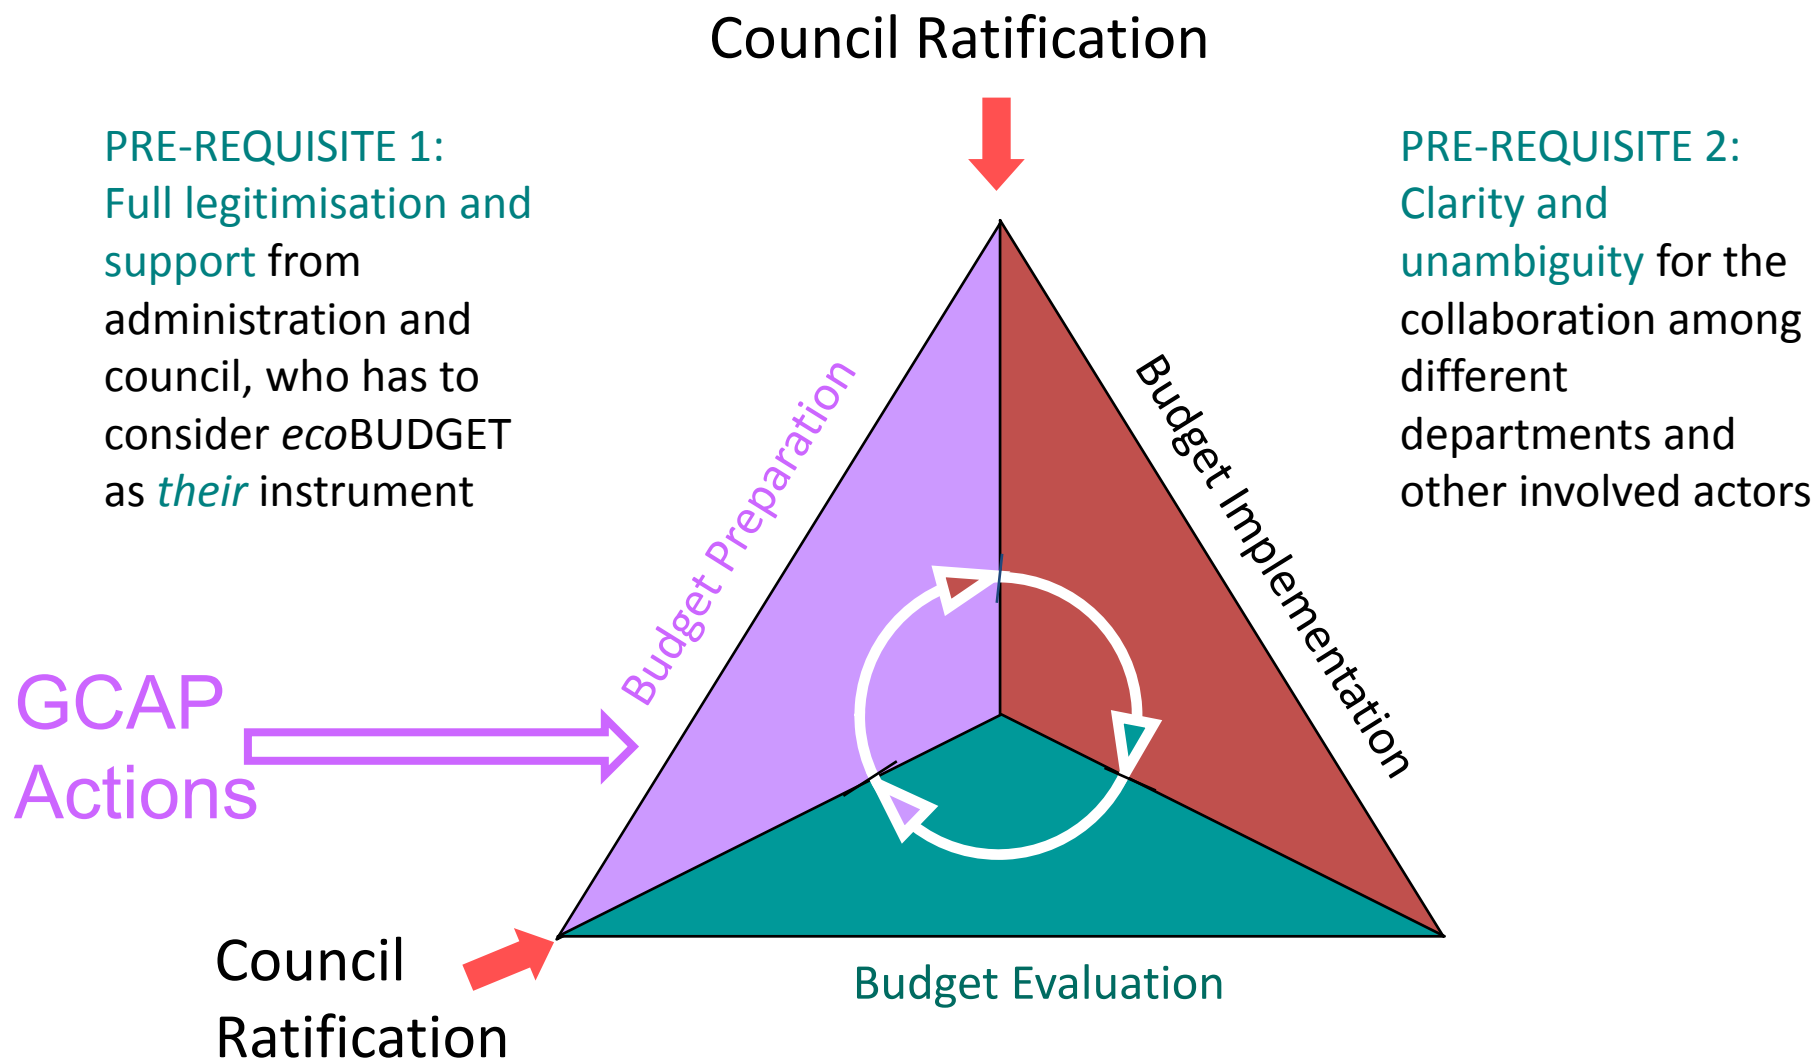 Council Ratification
PRE-REQUISITE 1:
Full legitimisation and
support from
administration and
council, who has to
consider ecoBUDGET
as their instrument
PRE-REQUISITE 2:
Clarity and
unambiguity for the
collaboration among
different
departments and
other involved actors
Budget Preparation
Budget Implementation
GCAP
Actions
Council
Ratification
Budget Evaluation